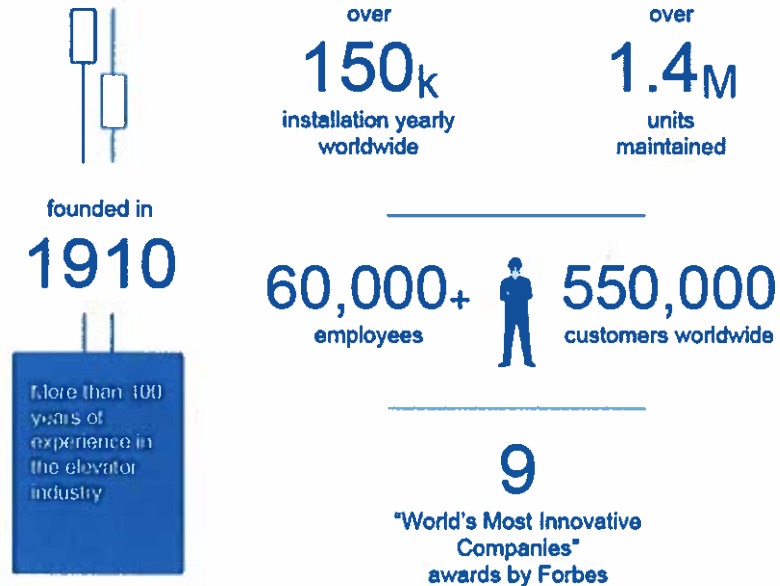 over
150k
installation yearly
worldwide
over
1.4M
units
maintained
founded in
1910
60,000+
employees
550,000
customers worldwide
More than 100
years of
experience in
the elevator
industry
9
"World's Most Innovative
Companies"
awards by Forbes